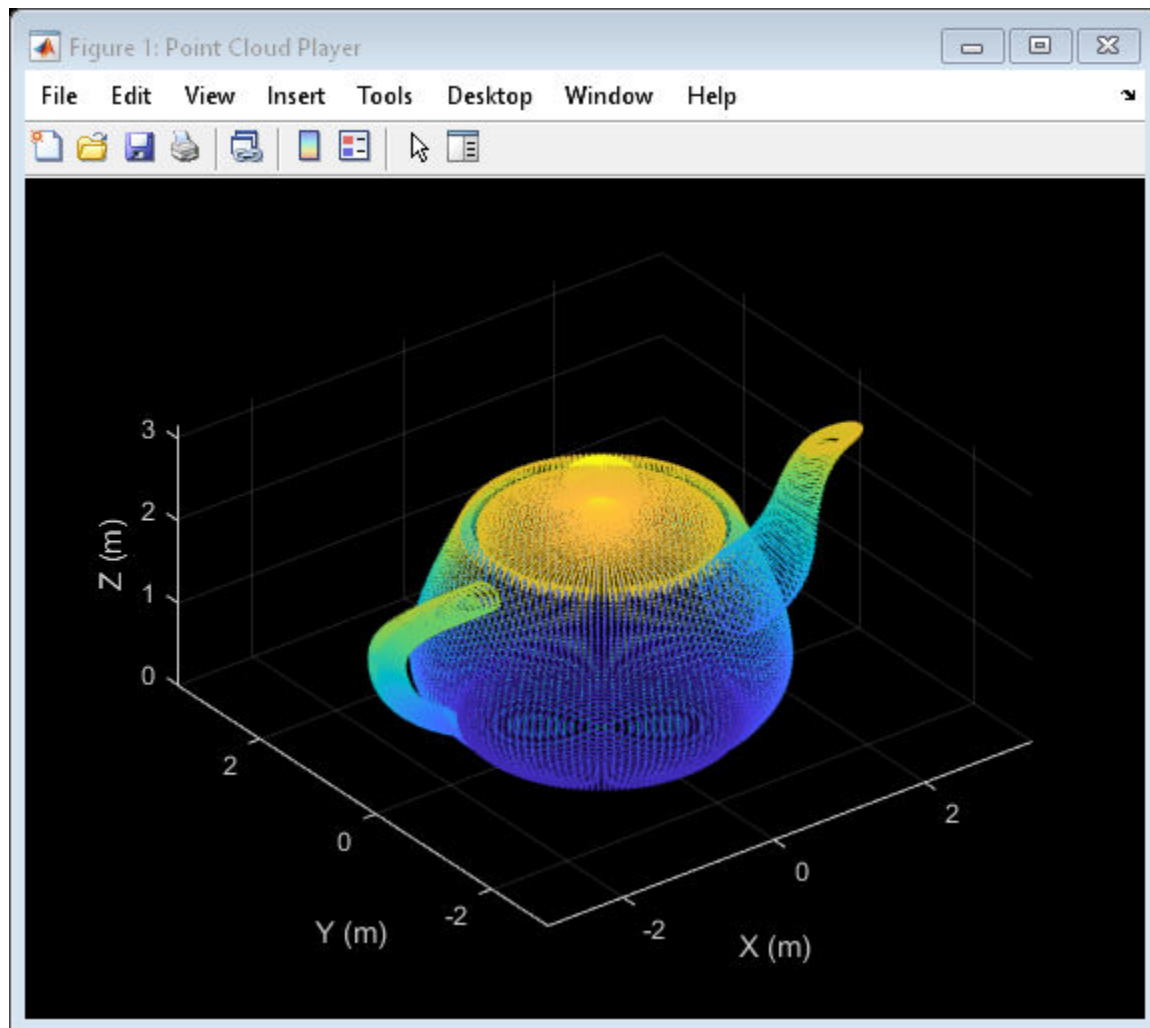 Figure 1: Point Cloud Player
File Edit View Insert Tools Desktop Window Help
3
2
1
0
Z (m)
2
0
-2
Y (m)
-2
0
2
X (m)